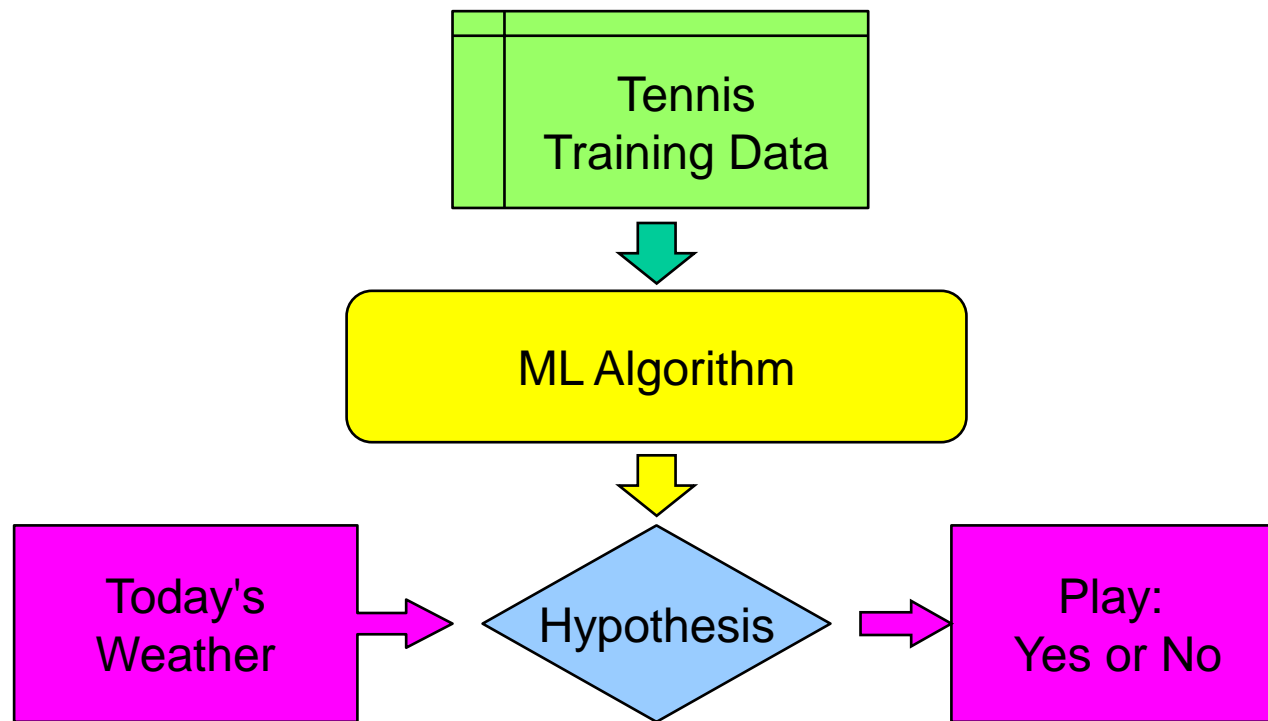 Tennis
Training Data
ML Algorithm
Today's
Weather
Hypothesis
Play:
Yes or No